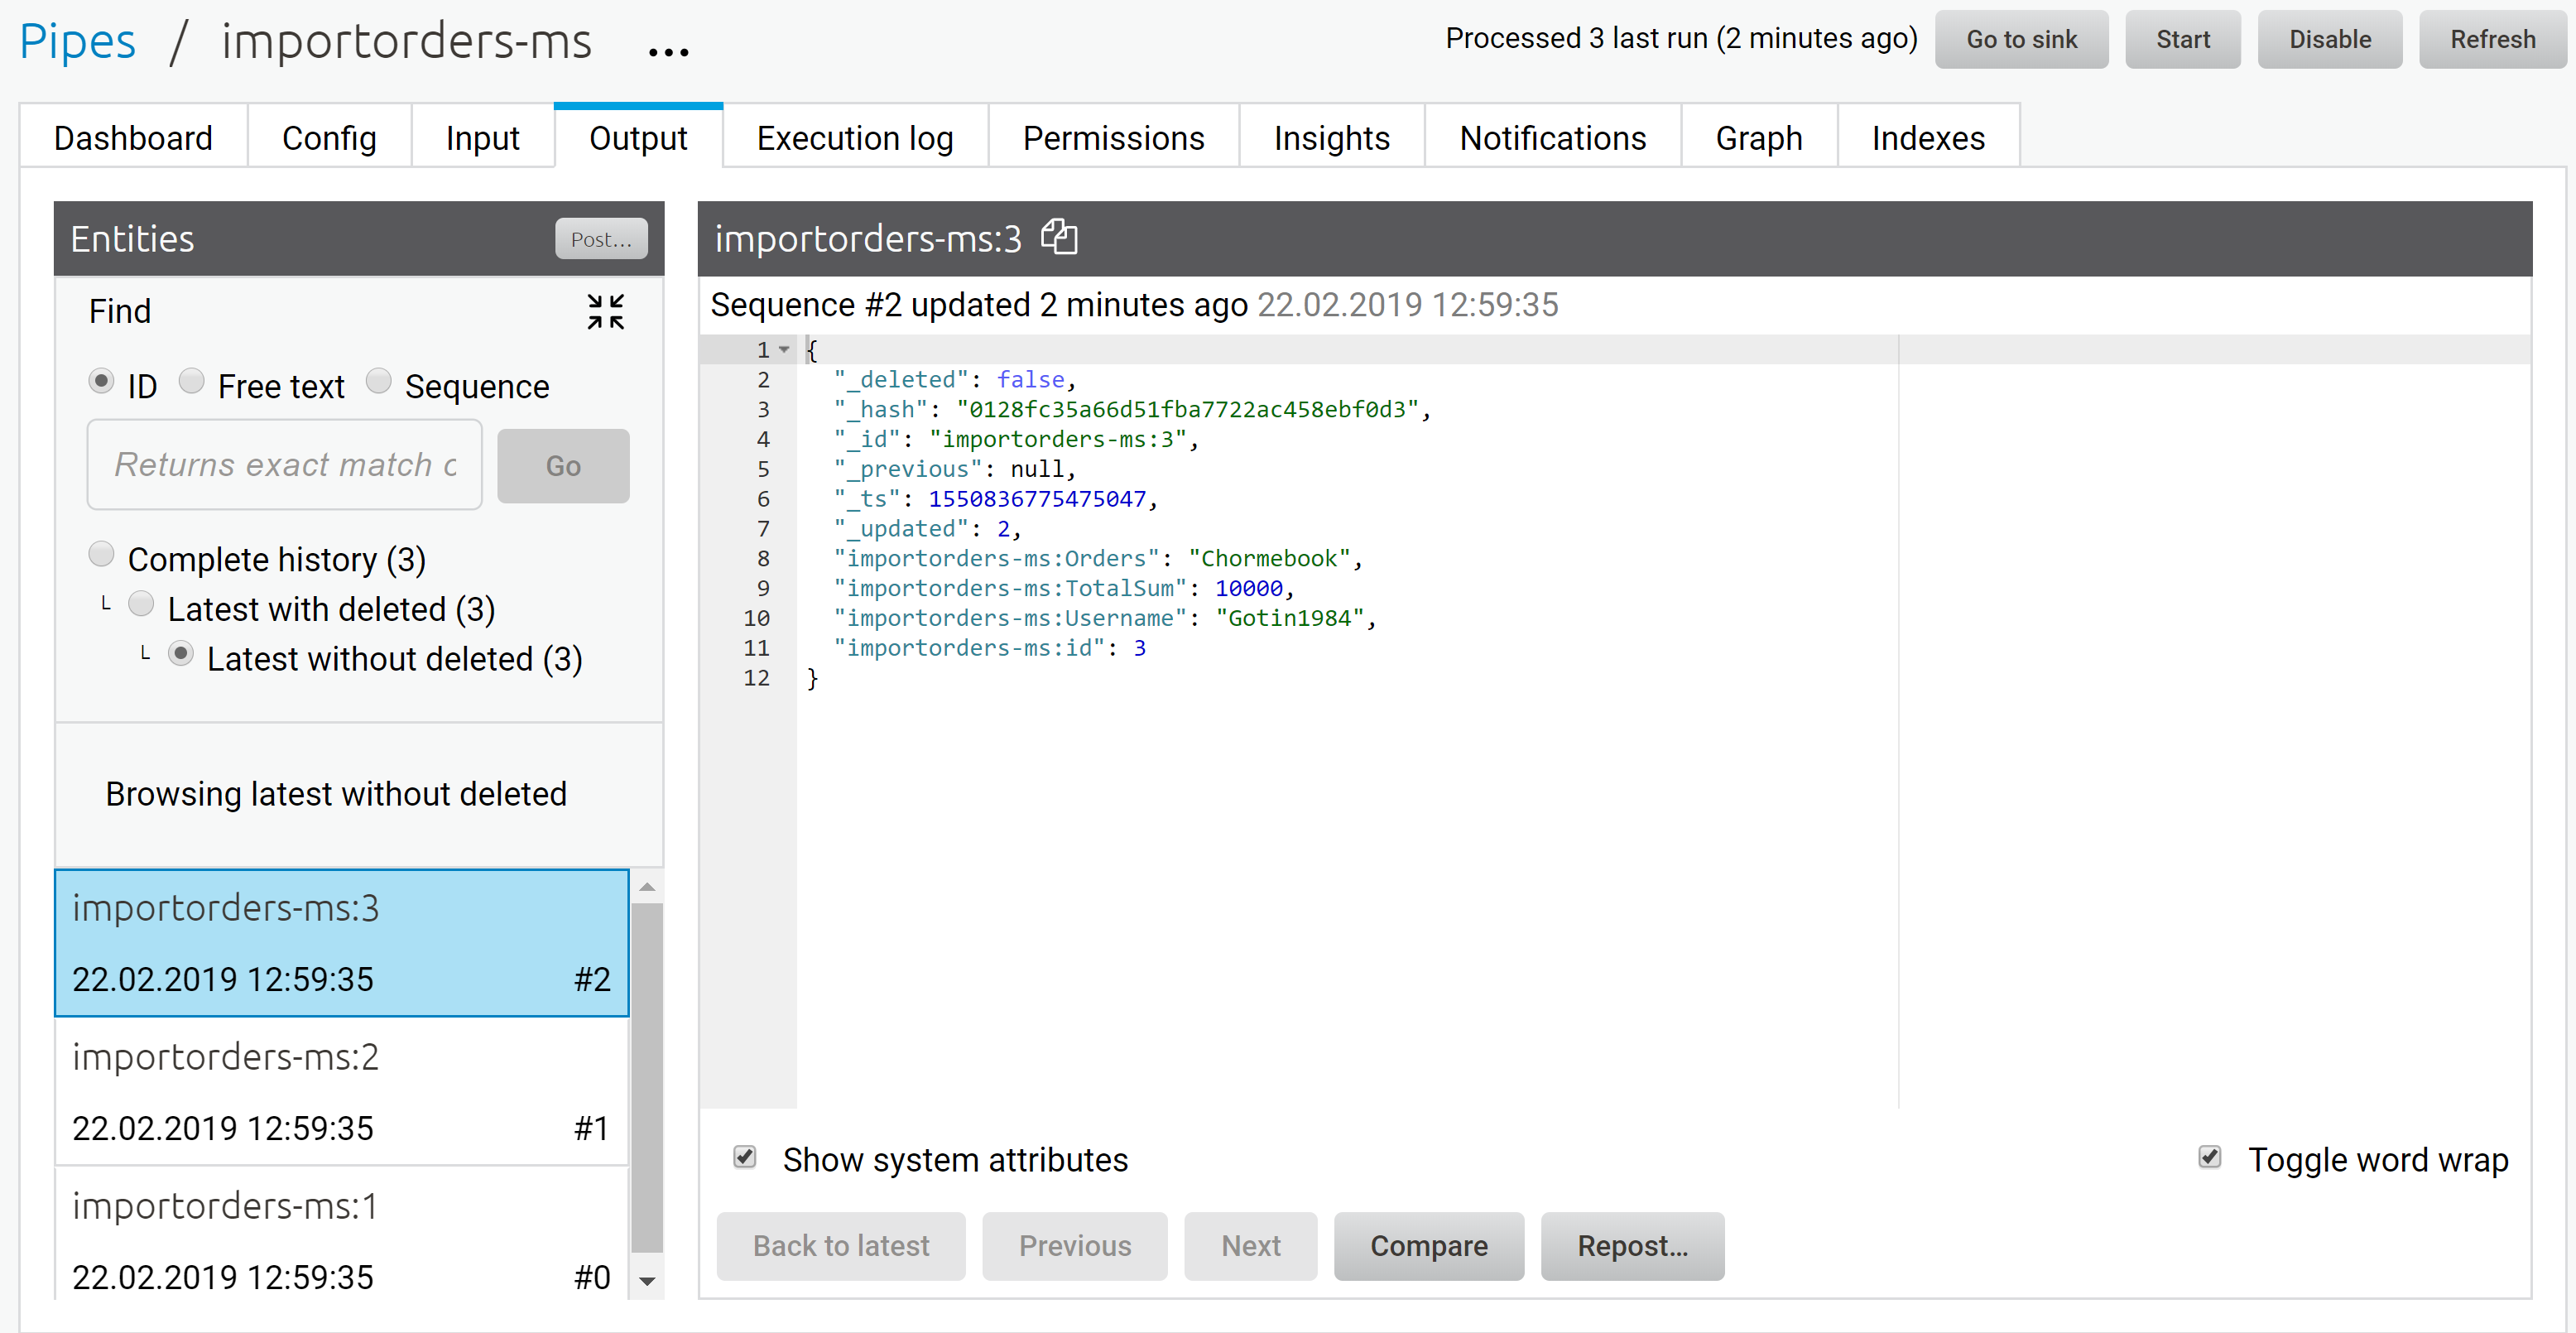 Pipes / importorders-ms ...
Processed 3 last run (2 minutes ago) Go to sink Start Disable Refresh
Dashboard Config Input Output Execution log Permissions Insights Notifications Graph Indexes
Entities Post...
Find
ID Free text Sequence
Returns exact match o Go
Complete history (3)
Latest with deleted (3)
Latest without deleted (3)
Browsing latest without deleted
importorders-ms:3
22.02.2019 12:59:35 #2
importorders-ms:2
22.02.2019 12:59:35 #1
importorders-ms:1
22.02.2019 12:59:35 #0
importorders-ms:3
Sequence #2 updated 2 minutes ago 22.02.2019 12:59:35
1 {
2 "_deleted": false,
3 "_hash": "0128fc35a66d51fba7722ac458ebf0d3",
4 "_id": "importorders-ms:3",
5 "_previous": null,
6 "_ts": 1550836775475047,
7 "_updated": 2,
8 "importorders-ms:Orders": "Chormebook",
9 "importorders-ms:TotalSum": 10000,
10 "importorders-ms:Username": "Gotin1984",
11 "importorders-ms:id": 3
12 }
Show system attributes Toggle word wrap
Back to latest Previous Next Compare Repost...